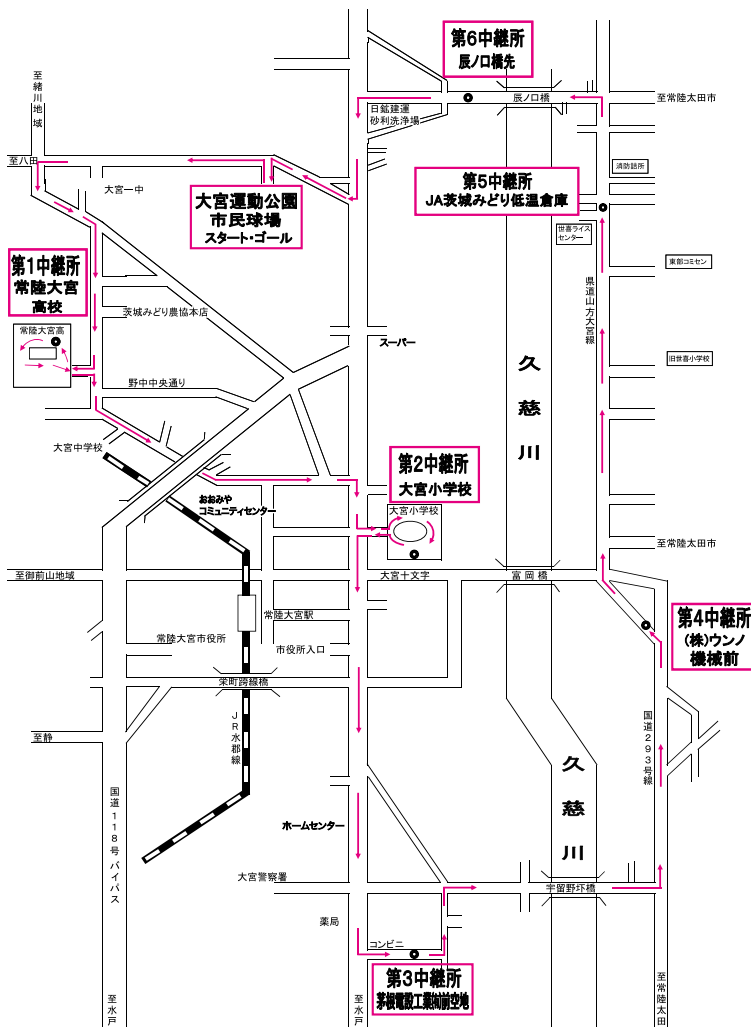 第6中継所
辰ノ口橋先
至緒川地域
日鉱建運
砂利洗浄場
辰ノ口橋
至常陸太田市
至八田
大宮一中
消防詰所
大宮運動公園
市民球場
スタート・ゴール
第5中継所
JA茨城みどり低温倉庫
世喜ライス
センター
東部コミセン
第1中継所
常陸大宮
高校
県道山方大宮線
茨城みどり農協本店
常陸大宮高
スーパー
久慈川
旧世喜小学校
野中中央通り
大宮中学校
第2中継所
大宮小学校
おおみや
コミュニティセンター
大宮小学校
至常陸太田市
至御前山地域
大宮十文字
富岡橋
常陸大宮駅
第4中継所
(株)ウンノ
機械前
常陸大宮市役所
市役所入口
栄町跨線橋
JR水郡線
国道293号線
至静
久慈川
国道118号バイパス
ホームセンター
大宮警察署
宇留野圷橋
薬局
コンビニ
第3中継所
茅根電設工業㈲前空地
至水戸
至水戸
至常陸太田